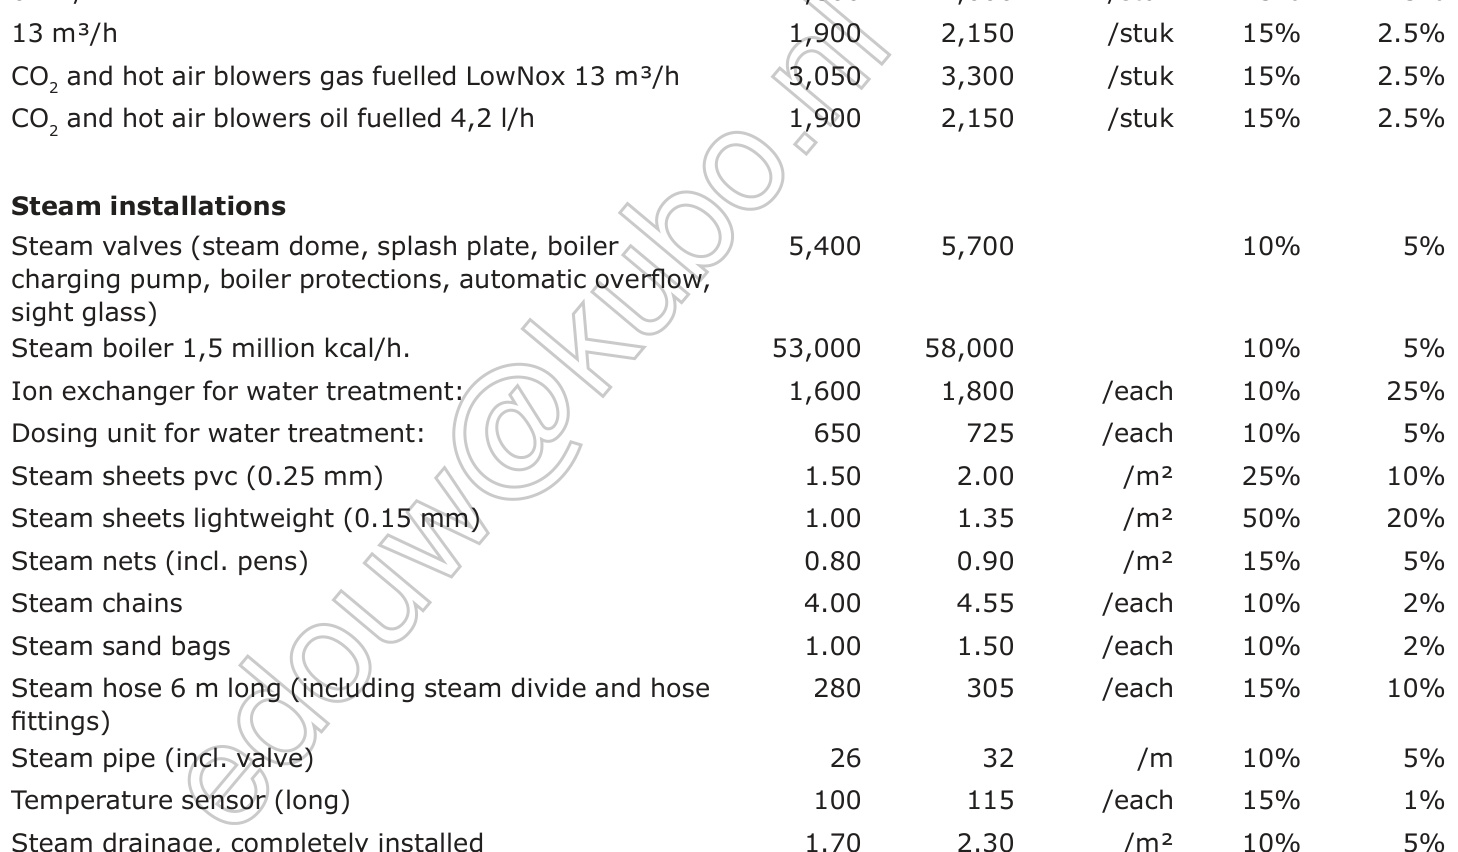 13 m³/h 1,900 2,150 /stuk 15% 2.5%
CO₂ and hot air blowers gas fuelled LowNox 13 m³/h 3,050 3,300 /stuk 15% 2.5%
CO₂ and hot air blowers oil fuelled 4,2 l/h 1,900 2,150 /stuk 15% 2.5%
Steam installations
Steam valves (steam dome, splash plate, boiler 5,400 5,700 10% 5%
charging pump, boiler protections, automatic overflow,
sight glass)
Steam boiler 1,5 million kcal/h. 53,000 58,000 10% 5%
Ion exchanger for water treatment: 1,600 1,800 /each 10% 25%
Dosing unit for water treatment: 650 725 /each 10% 5%
Steam sheets pvc (0.25 mm) 1.50 2.00 /m² 25% 10%
Steam sheets lightweight (0.15 mm) 1.00 1.35 /m² 50% 20%
Steam nets (incl. pens) 0.80 0.90 /m² 15% 5%
Steam chains 4.00 4.55 /each 10% 2%
Steam sand bags 1.00 1.50 /each 10% 2%
Steam hose 6 m long (including steam divide and hose 280 305 /each 15% 10%
fittings)
Steam pipe (incl. valve) 26 32 /m 10% 5%
Temperature sensor (long) 100 115 /each 15% 1%
Steam drainage, completely installed 1.70 2.30 /m² 10% 5%
edouw@kubo.nl